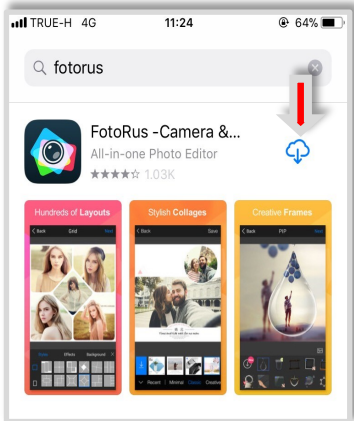 TRUE-H 4G 11:24 64%
fotorus
FotoRus -Camera &...
All-in-one Photo Editor
1.03K
Hundreds of Layouts
Stylish Collages
Creative Frames
Back Grid Next
Back Save
Back PIP Next
Effects Background
Recent Minimal Classic Creative